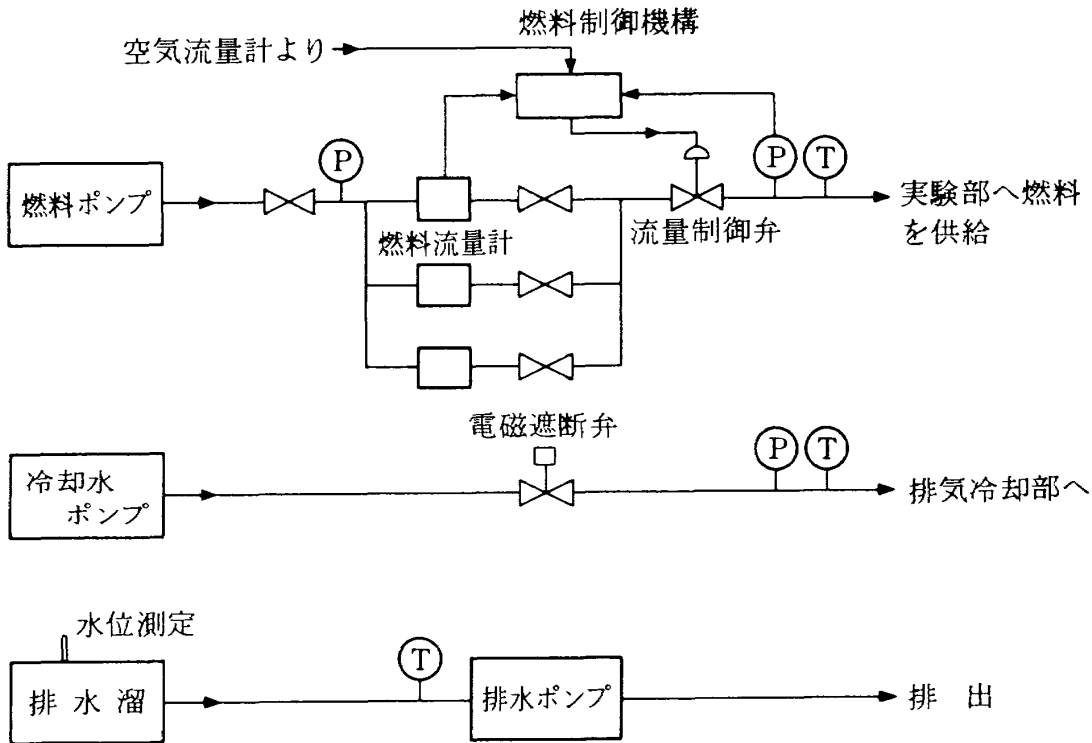 燃料制御機構
空気流量計より
P
P
T
燃料ポンプ
実験部へ燃料
を供給
燃料流量計
流量制御弁
電磁遮断弁
P
T
冷却水
ポンプ
排気冷却部へ
水位測定
T
排水溜
排水ポンプ
排出